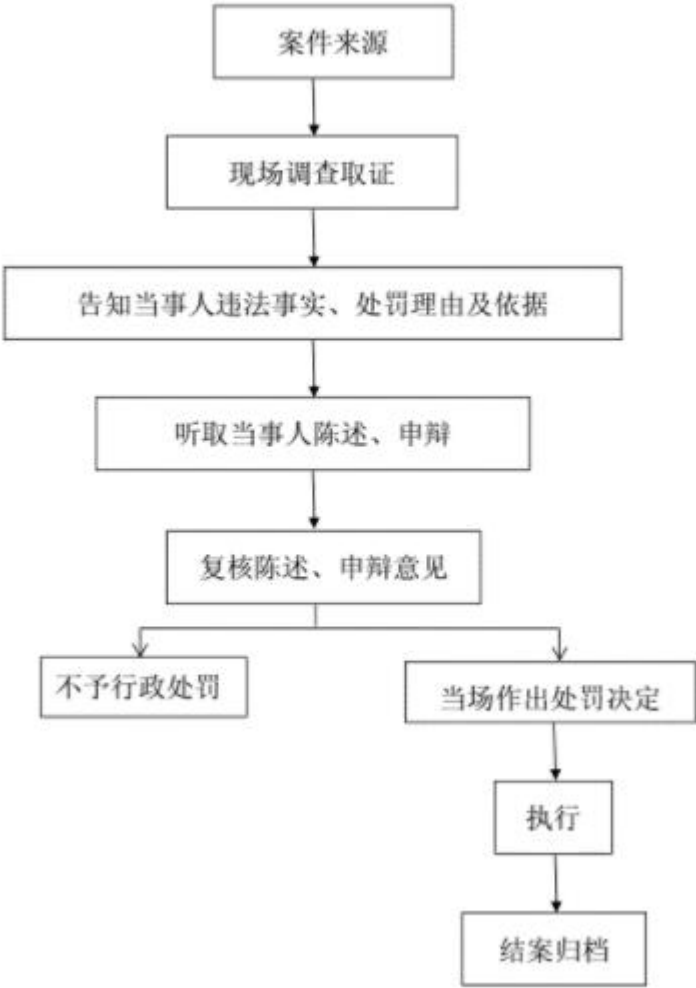 案件来源
现场调查取证
告知当事人违法事实、处罚理由及依据
听取当事人陈述、申辩
复核陈述、申辩意见
不予行政处罚
当场作出处罚决定
执行
结案归档